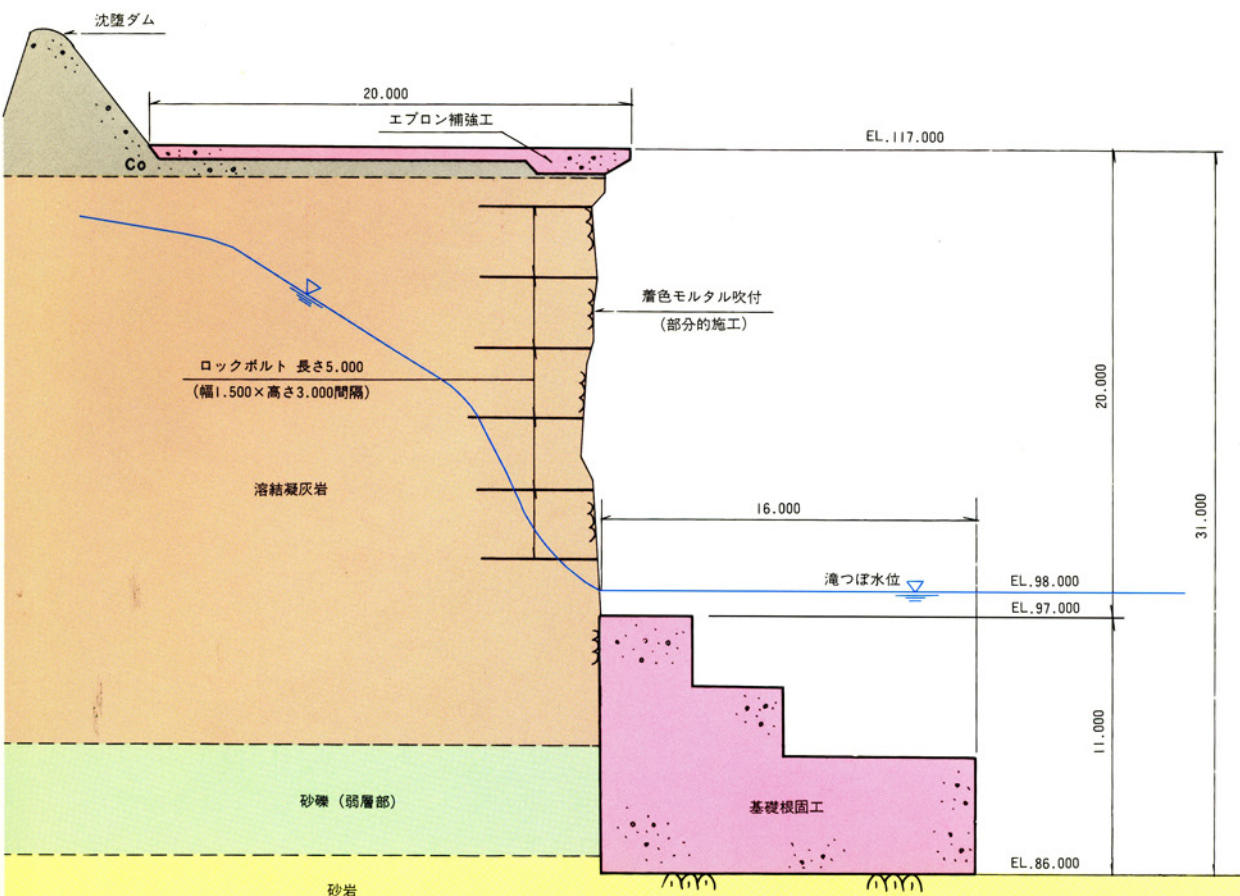 沈堕ダム
20.000
エプロン補強工
EL.117.000
Co
着色モルタル吹付
(部分的施工)
ロックボルト 長さ5.000
(幅1.500×高さ3.000間隔)
20.000
31.000
溶結凝灰岩
16.000
滝つぼ水位
EL.98.000
EL.97.000
11.000
砂礫(弱層部)
基礎根固工
EL.86.000
砂岩